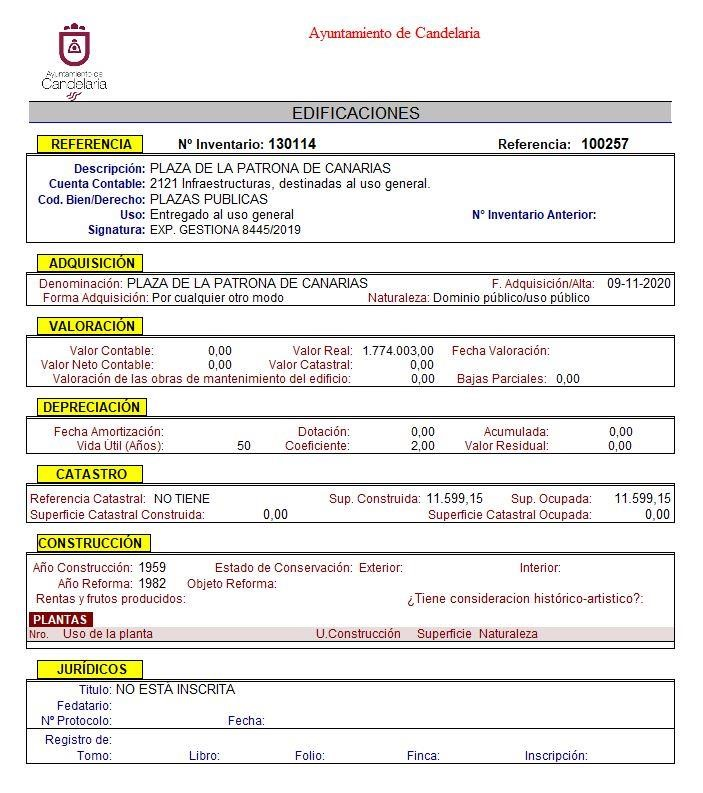 Ayuntamiento de Candelaria
Ayuntamiento de
Candelaria
EDIFICACIONES
REFERENCIA Nº Inventario: 130114 Referencia: 100257
Descripción: PLAZA DE LA PATRONA DE CANARIAS
Cuenta Contable: 2121 Infraestructuras, destinadas al uso general.
Cod. Bien/Derecho: PLAZAS PUBLICAS
Uso: Entregado al uso general Nº Inventario Anterior:
Signatura: EXP. GESTIONA 8445/2019
ADQUISICIÓN
Denominación: PLAZA DE LA PATRONA DE CANARIAS F. Adquisición/Alta: 09-11-2020
Forma Adquisición: Por cualquier otro modo Naturaleza: Dominio público/uso público
VALORACIÓN
Valor Contable: 0,00 Valor Real: 1.774.003,00 Fecha Valoración:
Valor Neto Contable: 0,00 Valor Catastral: 0,00
Valoración de las obras de mantenimiento del edificio: 0,00 Bajas Parciales: 0,00
DEPRECIACIÓN
Fecha Amortización: Dotación: 0,00 Acumulada: 0,00
Vida Útil (Años): 50 Coeficiente: 2,00 Valor Residual: 0,00
CATASTRO
Referencia Catastral: NO TIENE Sup. Construida: 11.599,15 Sup. Ocupada: 11.599,15
Superficie Catastral Construida: 0,00 Superficie Catastral Ocupada: 0,00
CONSTRUCCIÓN
Año Construcción: 1959 Estado de Conservación: Exterior: Interior:
Año Reforma: 1982 Objeto Reforma:
Rentas y frutos producidos: ¿Tiene consideracion histórico-artistico?:
PLANTAS
Nro. Uso de la planta U.Construcción Superficie Naturaleza
JURÍDICOS
Titulo: NO ESTÁ INSCRITA
Fedatario:
Nº Protocolo: Fecha:
Registro de:
Tomo: Libro: Folio: Finca: Inscripción: